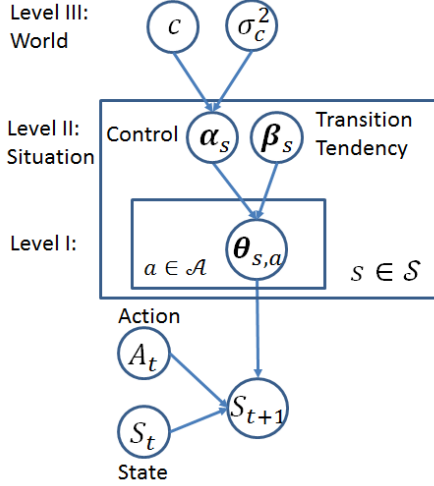 Level III:
World
c
σ_c^2
Level II:
Situation
Control
α_s
β_s
Transition
Tendency
Level I:
a ∈ 𝒜
θ_{s,a}
s ∈ 𝒮
Action
A_t
S_t
S_{t+1}
State